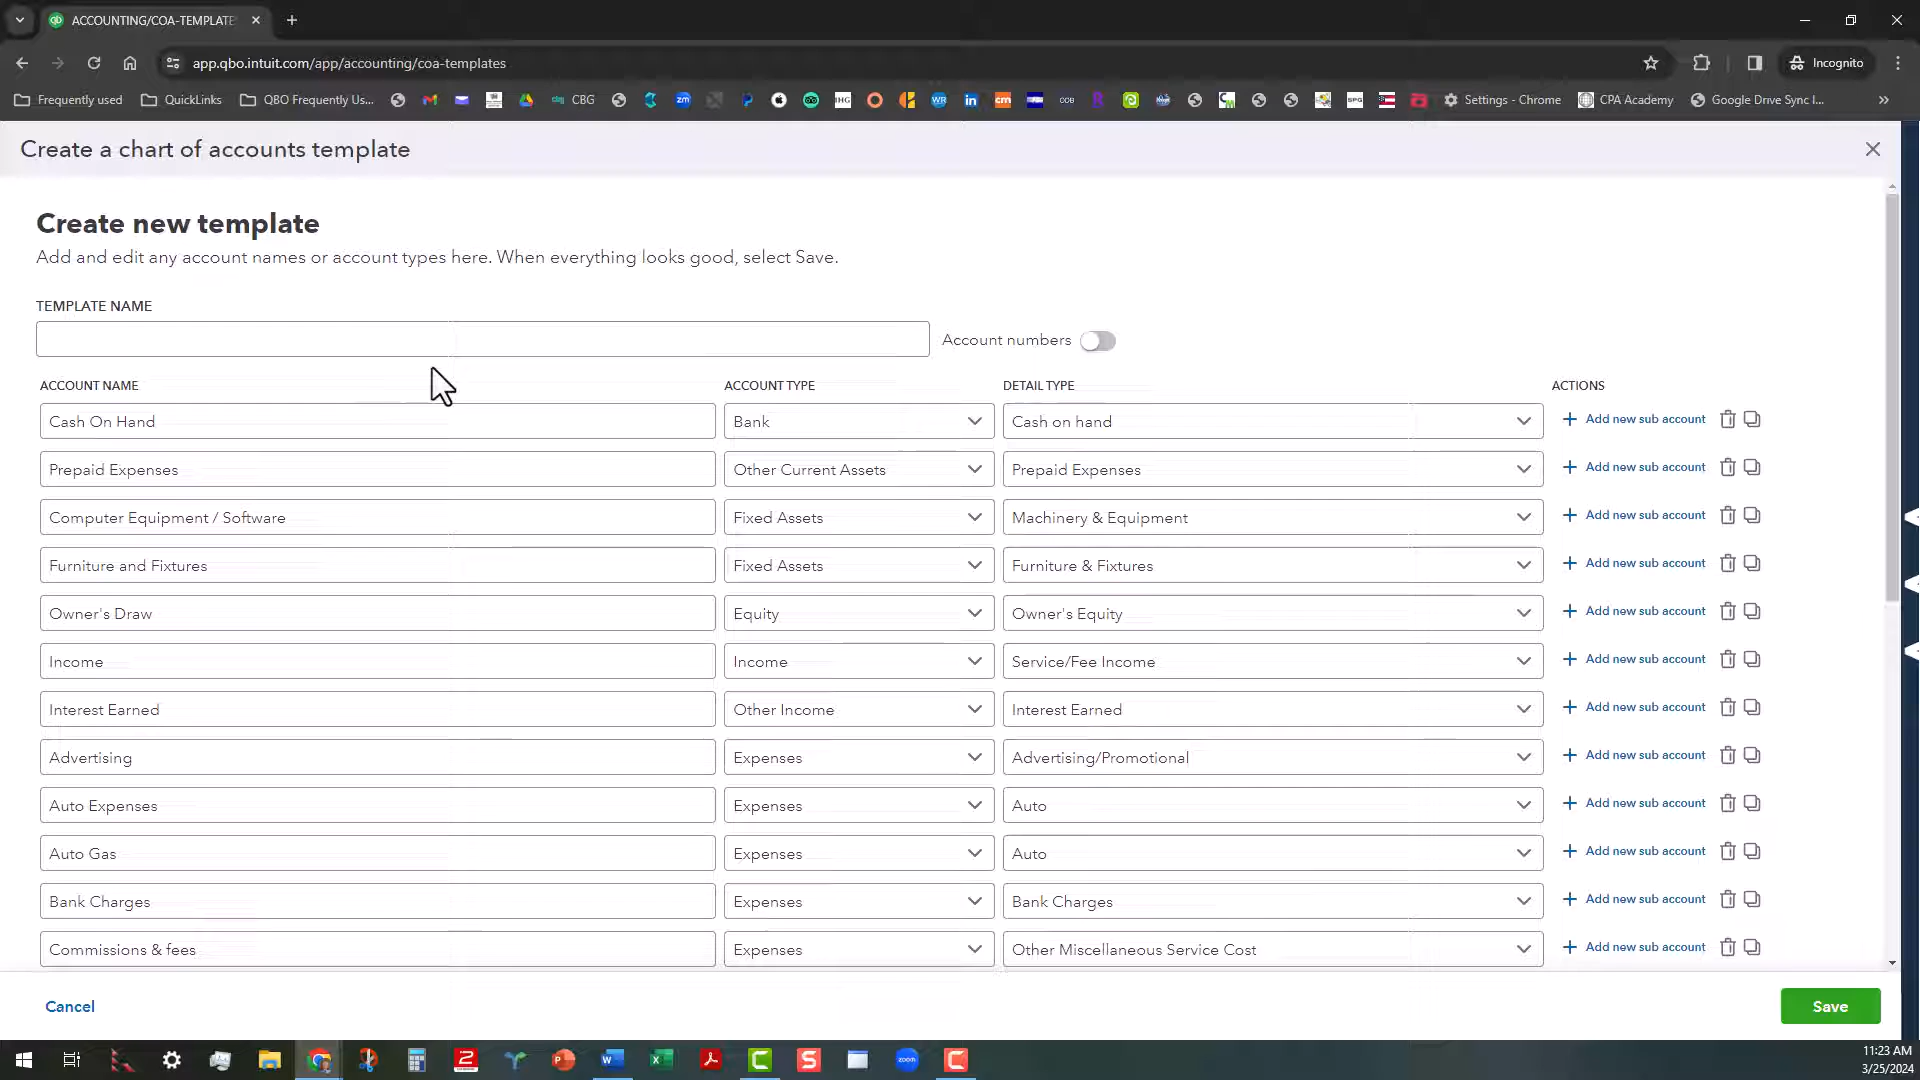 ACCOUNTING/COA-TEMPLATE
app.qbo.intuit.com/app/accounting/coa-templates
Incognito
Frequently used
QuickLinks
QBO Frequently Us...
CBG
Settings - Chrome
CPA Academy
Google Drive Sync I...
Create a chart of accounts template
Create new template
Add and edit any account names or account types here. When everything looks good, select Save.
TEMPLATE NAME
Account numbers
ACCOUNT NAME ACCOUNT TYPE DETAIL TYPE ACTIONS
Cash On Hand Bank Cash on hand Add new sub account
Prepaid Expenses Other Current Assets Prepaid Expenses Add new sub account
Computer Equipment / Software Fixed Assets Machinery & Equipment Add new sub account
Furniture and Fixtures Fixed Assets Furniture & Fixtures Add new sub account
Owner's Draw Equity Owner's Equity Add new sub account
Income Income Service/Fee Income Add new sub account
Interest Earned Other Income Interest Earned Add new sub account
Advertising Expenses Advertising/Promotional Add new sub account
Auto Expenses Expenses Auto Add new sub account
Auto Gas Expenses Auto Add new sub account
Bank Charges Expenses Bank Charges Add new sub account
Commissions & fees Expenses Other Miscellaneous Service Cost Add new sub account
Cancel
Save
11:23 AM
3/25/2024